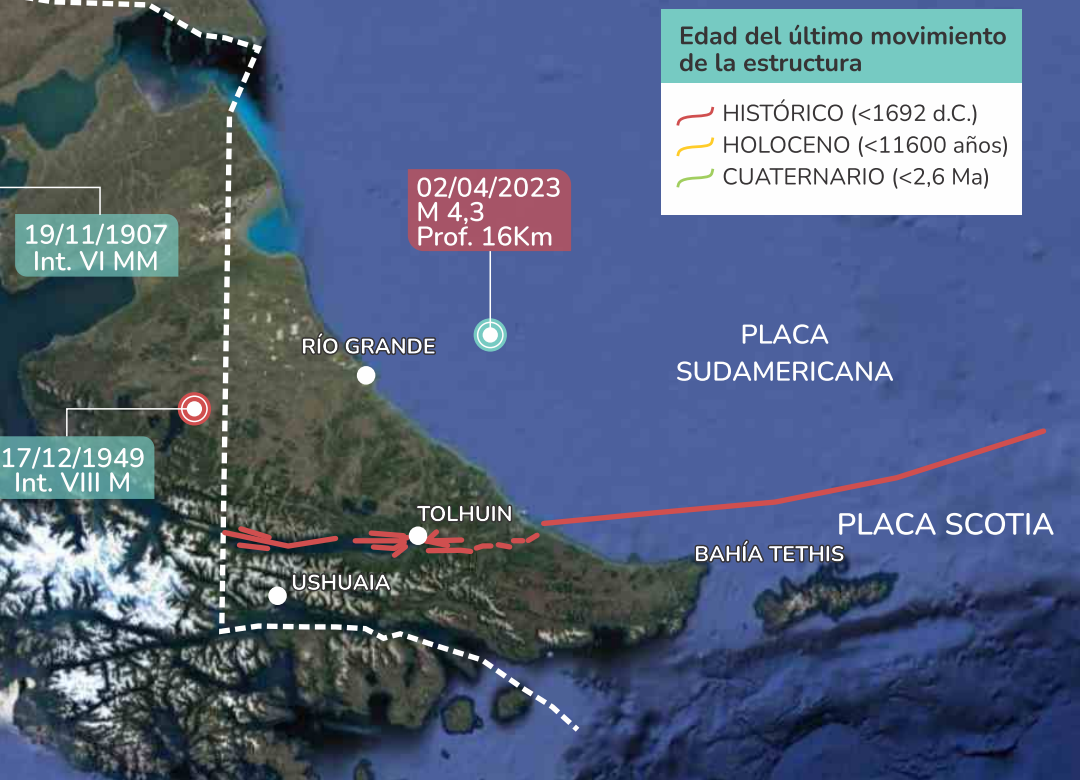 Edad del último movimiento
de la estructura
HISTÓRICO (<1692 d.C.)
HOLOCENO (<11600 años)
CUATERNARIO (<2,6 Ma)
02/04/2023
M 4,3
Prof. 16Km
19/11/1907
Int. VI MM
RÍO GRANDE
PLACA
SUDAMERICANA
17/12/1949
Int. VIII M
TOLHUIN
PLACA SCOTIA
BAHÍA TETHIS
USHUAIA